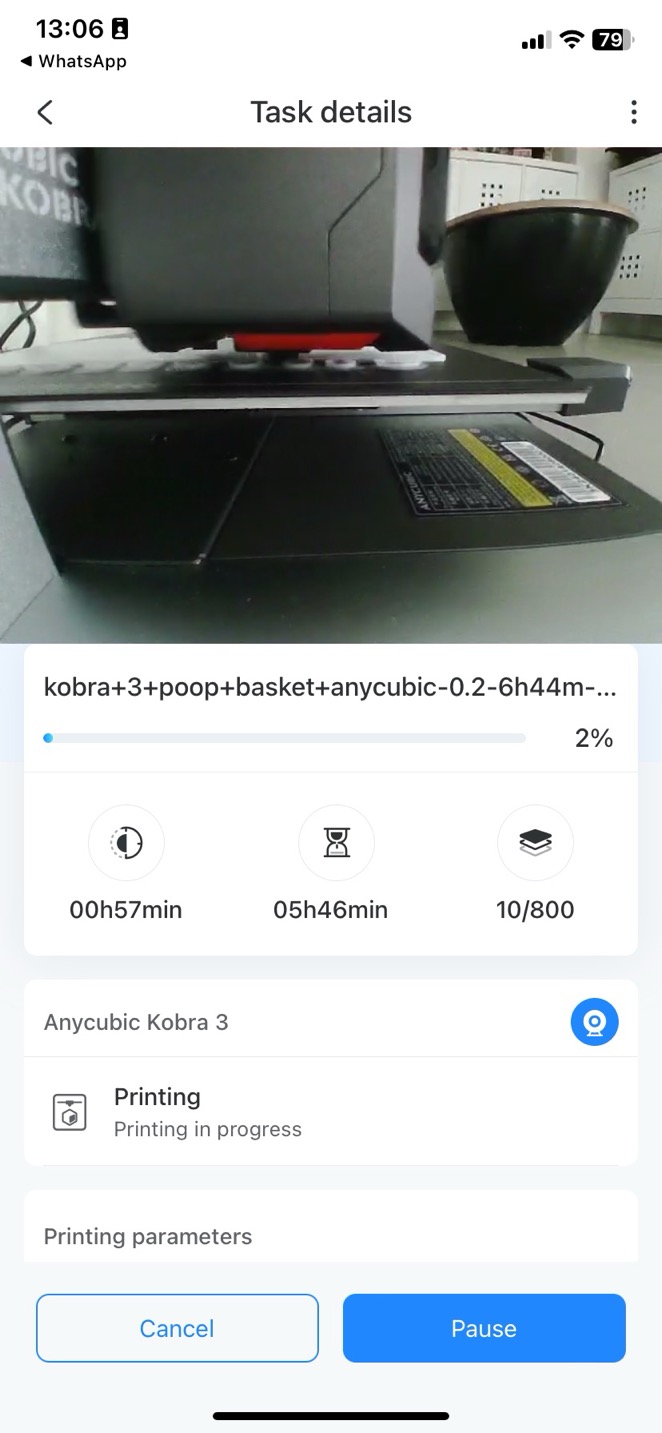 13:06
79
WhatsApp
Task details
KOBR
ANYCUBIC
kobra+3+poop+basket+anycubic-0.2-6h44m-...
2%
00h57min
05h46min
10/800
Anycubic Kobra 3
Printing
Printing in progress
Printing parameters
Cancel
Pause